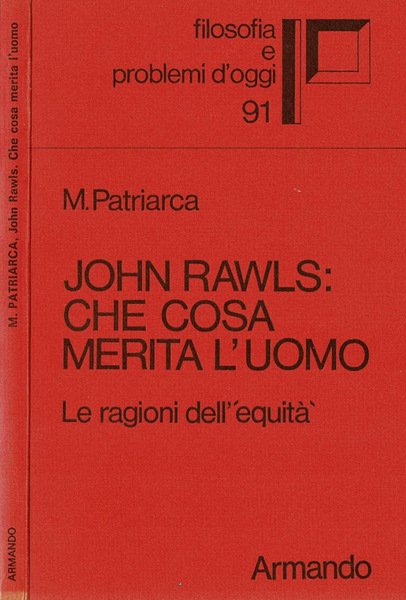 M. PATRIARCA, John Rawls. Che cosa merita l'uomo
ARMANDO
filosofia
e
problemi d'oggi
91
M.Patriarca
JOHN RAWLS:
CHE COSA
MERITA L'UOMO
Le ragioni dell'´equità`
Armando